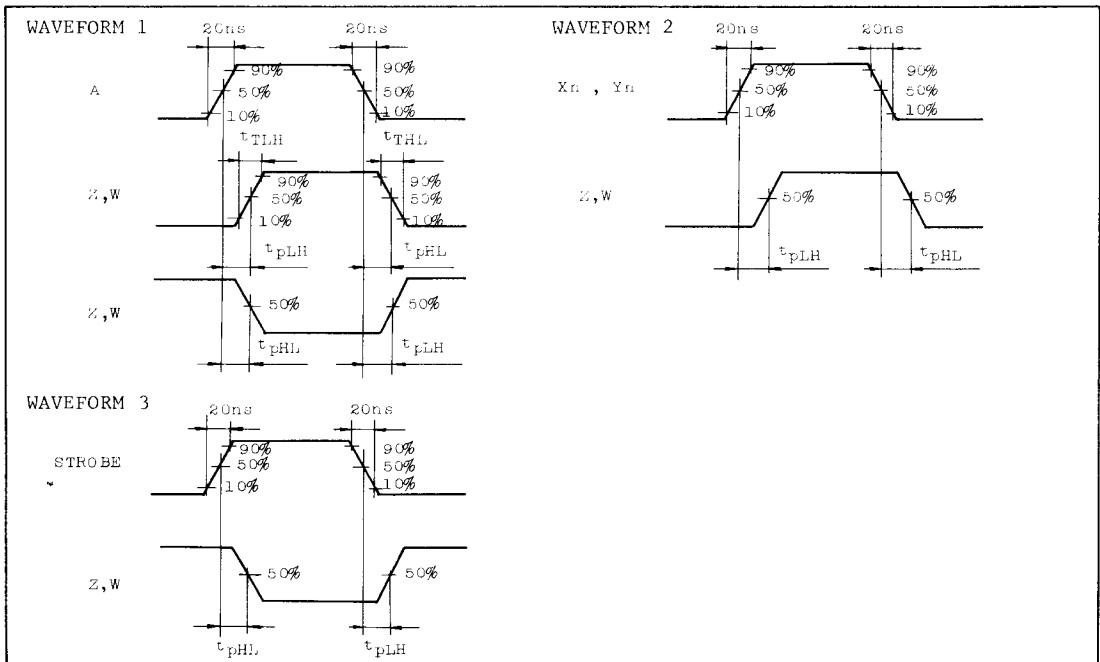 WAVEFORM 1
20ns 20ns
A
90% 90%
50% 50%
10% 10%
tTLH tTHL
Z,W
90% 90%
50% 50%
10% 10%
tpLH tpHL
Z,W
50% 50%
tpHL tpLH
WAVEFORM 2
20ns 20ns
Xn , Yn
90% 90%
50% 50%
10% 10%
Z,W
50% 50%
tpLH tpHL
WAVEFORM 3
20ns 20ns
STROBE
90% 90%
50% 50%
10% 10%
Z,W
50% 50%
tpHL tpLH